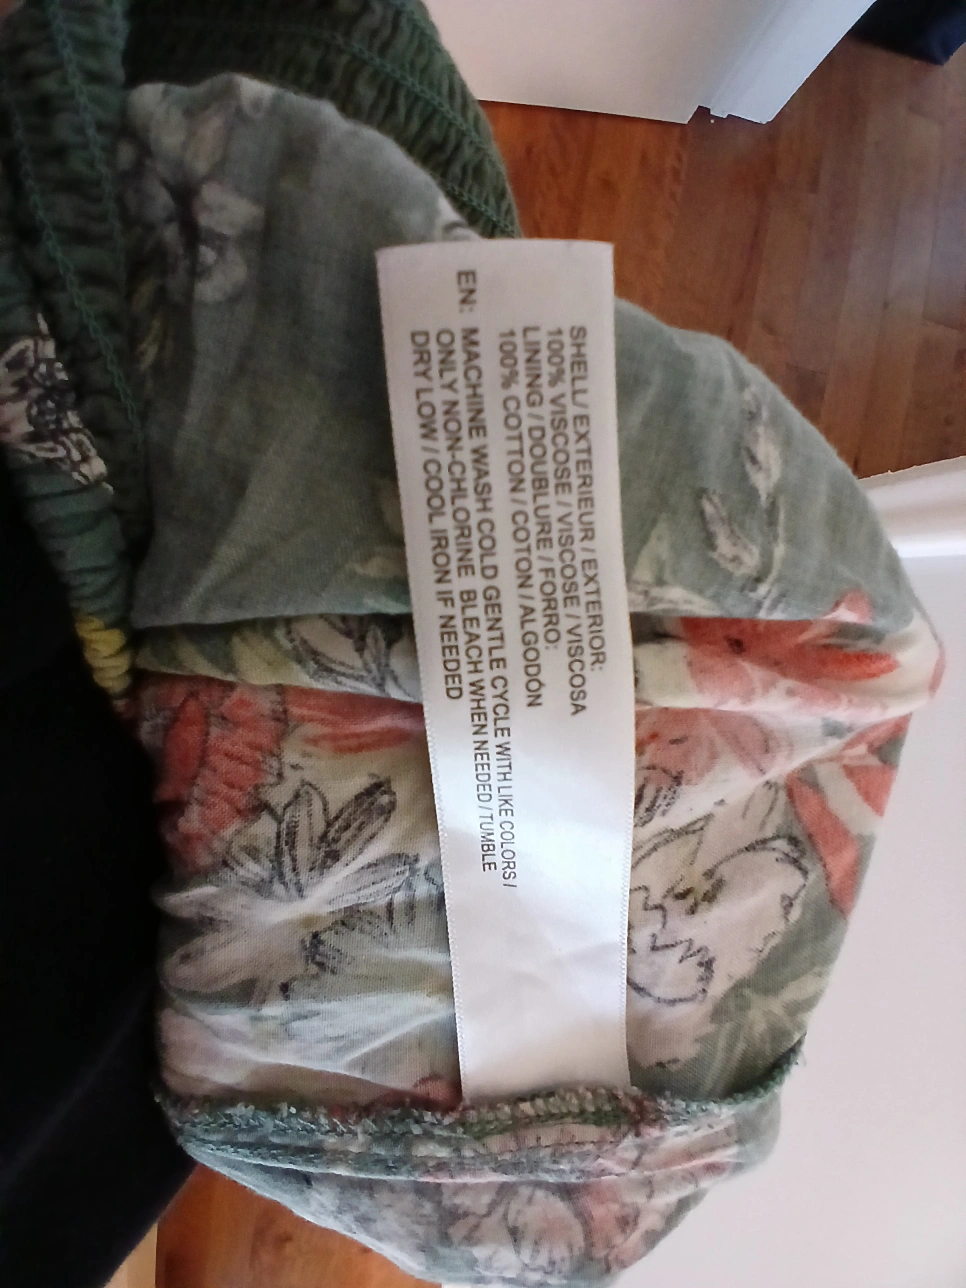 SHELL/ EXTERIEUR / EXTERIOR:
100% VISCOSE / VISCOSE / VISCOSA
LINING / DOUBLURE / FORRO:
100% COTTON / COTON / ALGODÓN
EN: MACHINE WASH COLD GENTLE CYCLE WITH LIKE COLORS /
ONLY NON-CHLORINE BLEACH WHEN NEEDED / TUMBLE
DRY LOW / COOL IRON IF NEEDED